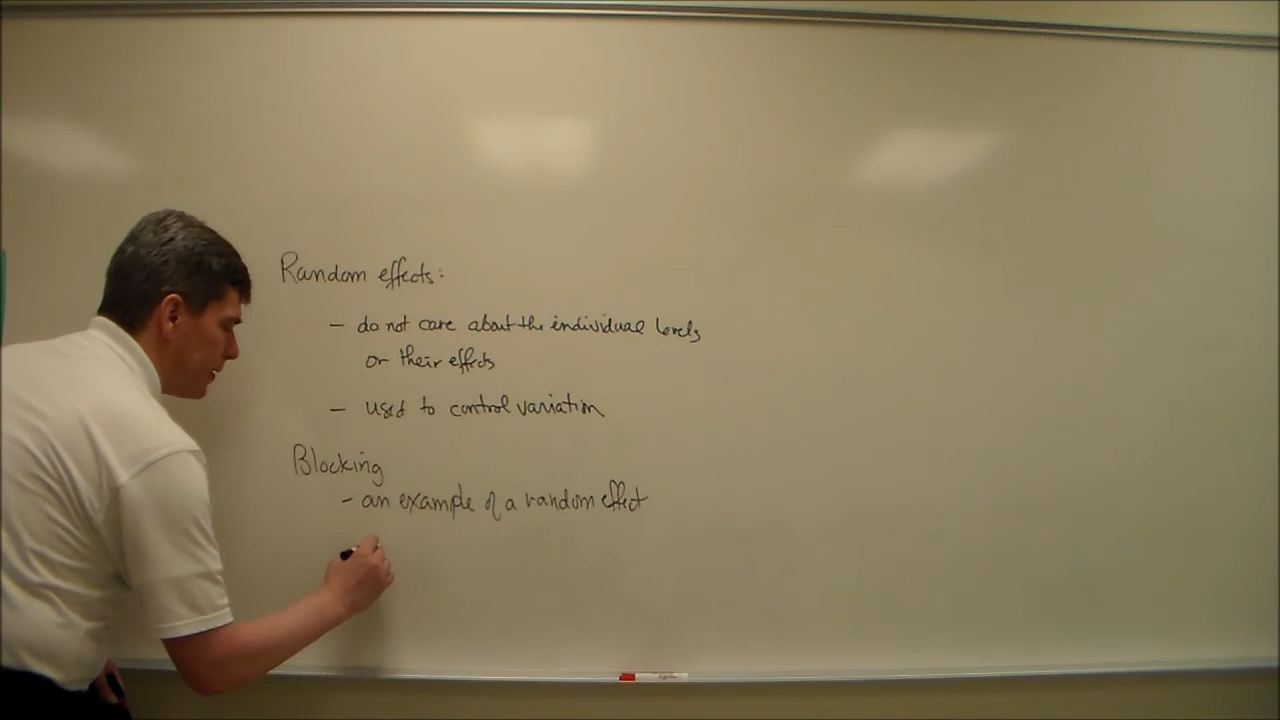 Random effects:
- do not care about the individual levels
or their effects
- used to control variation
Blocking
- an example of a random effect